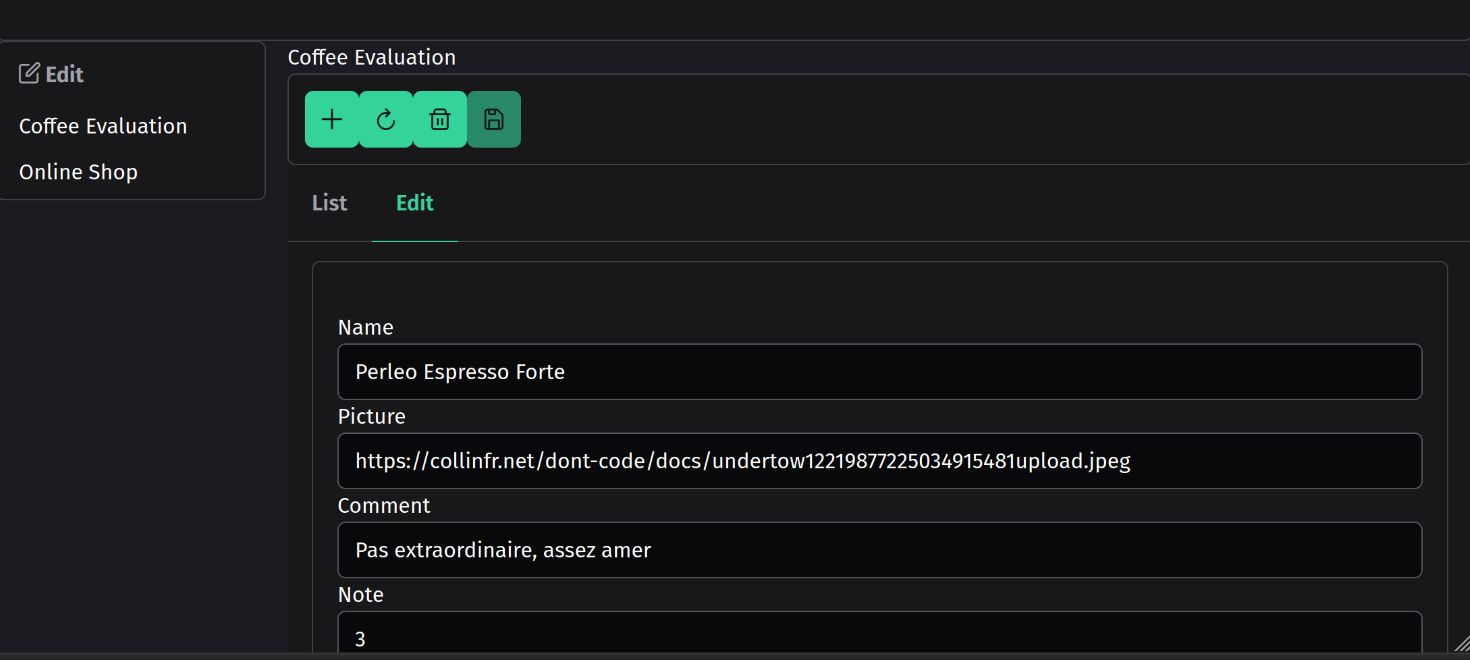 Edit
Coffee Evaluation
Online Shop
Coffee Evaluation
List
Edit
Name
Perleo Espresso Forte
Picture
https://collinfr.net/dont-code/docs/undertow12219877225034915481upload.jpeg
Comment
Pas extraordinaire, assez amer
Note
3